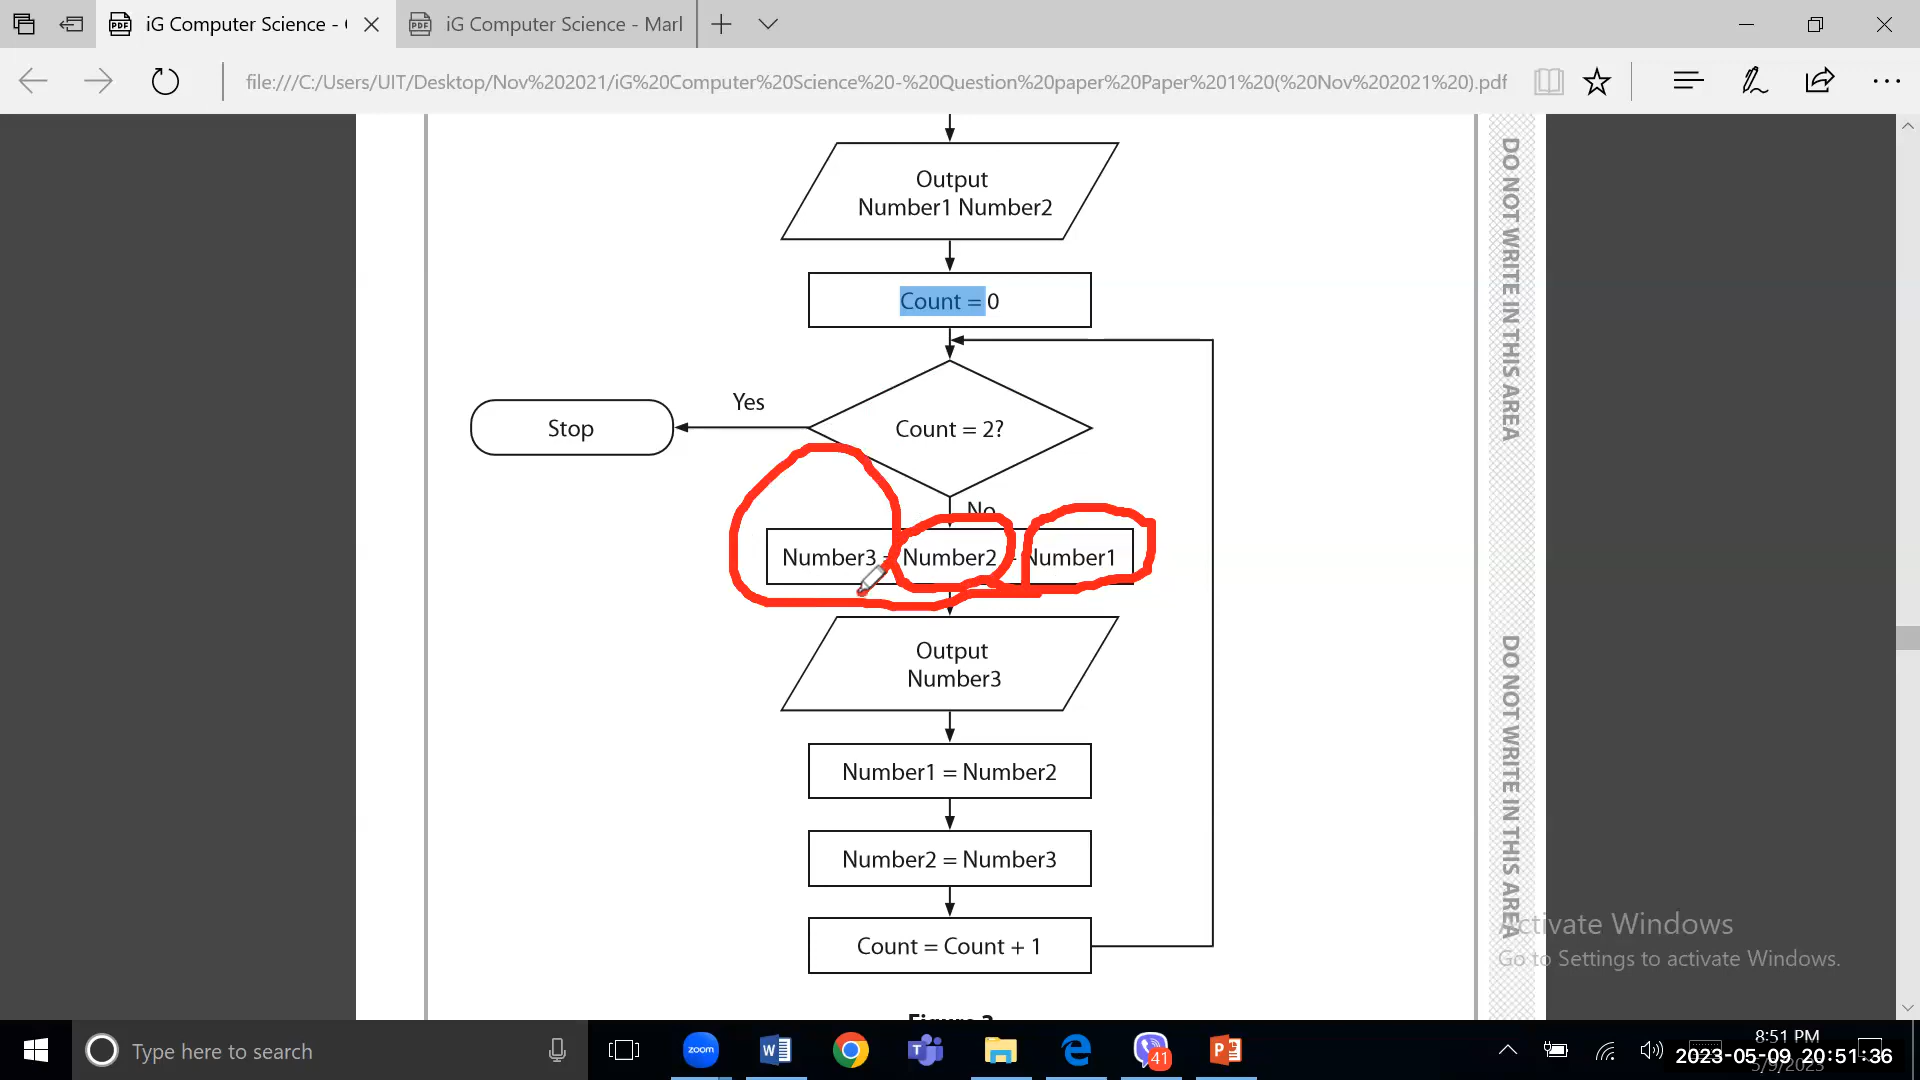 iG Computer Science - (
iG Computer Science - Marl
file:///C:/Users/UIT/Desktop/Nov%202021/iG%20Computer%20Science%20-%20Question%20paper%20Paper%201%20(%20Nov%202021%20).pdf
Output
Number1 Number2
Count = 0
Yes
Stop
Count = 2?
No
Number3 Number2 Number1
Output
Number3
Number1 = Number2
Number2 = Number3
Count = Count + 1
DO NOT WRITE IN THIS AREA
DO NOT WRITE IN THIS AREA
Activate Windows
Go to Settings to activate Windows.
Type here to search
zoom
41
8:51 PM
5/9/2023
2023-05-09 20:51:36